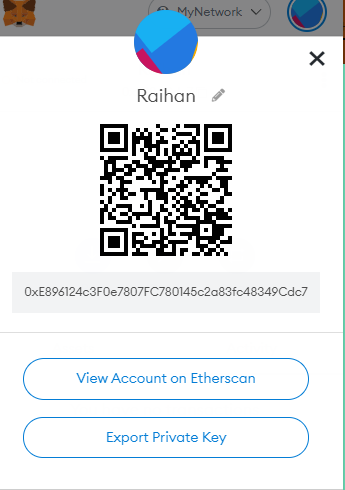 MyNetwork
Raihan
0xE896124c3F0e7807FC780145c2a83fc48349Cdc7
View Account on Etherscan
Export Private Key